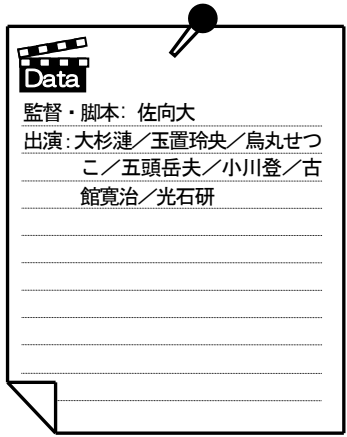 Data
監督・脚本：佐向大
出演：大杉漣／玉置玲央／烏丸せつ
こ／五頭岳夫／小川登／古
館寛治／光石研